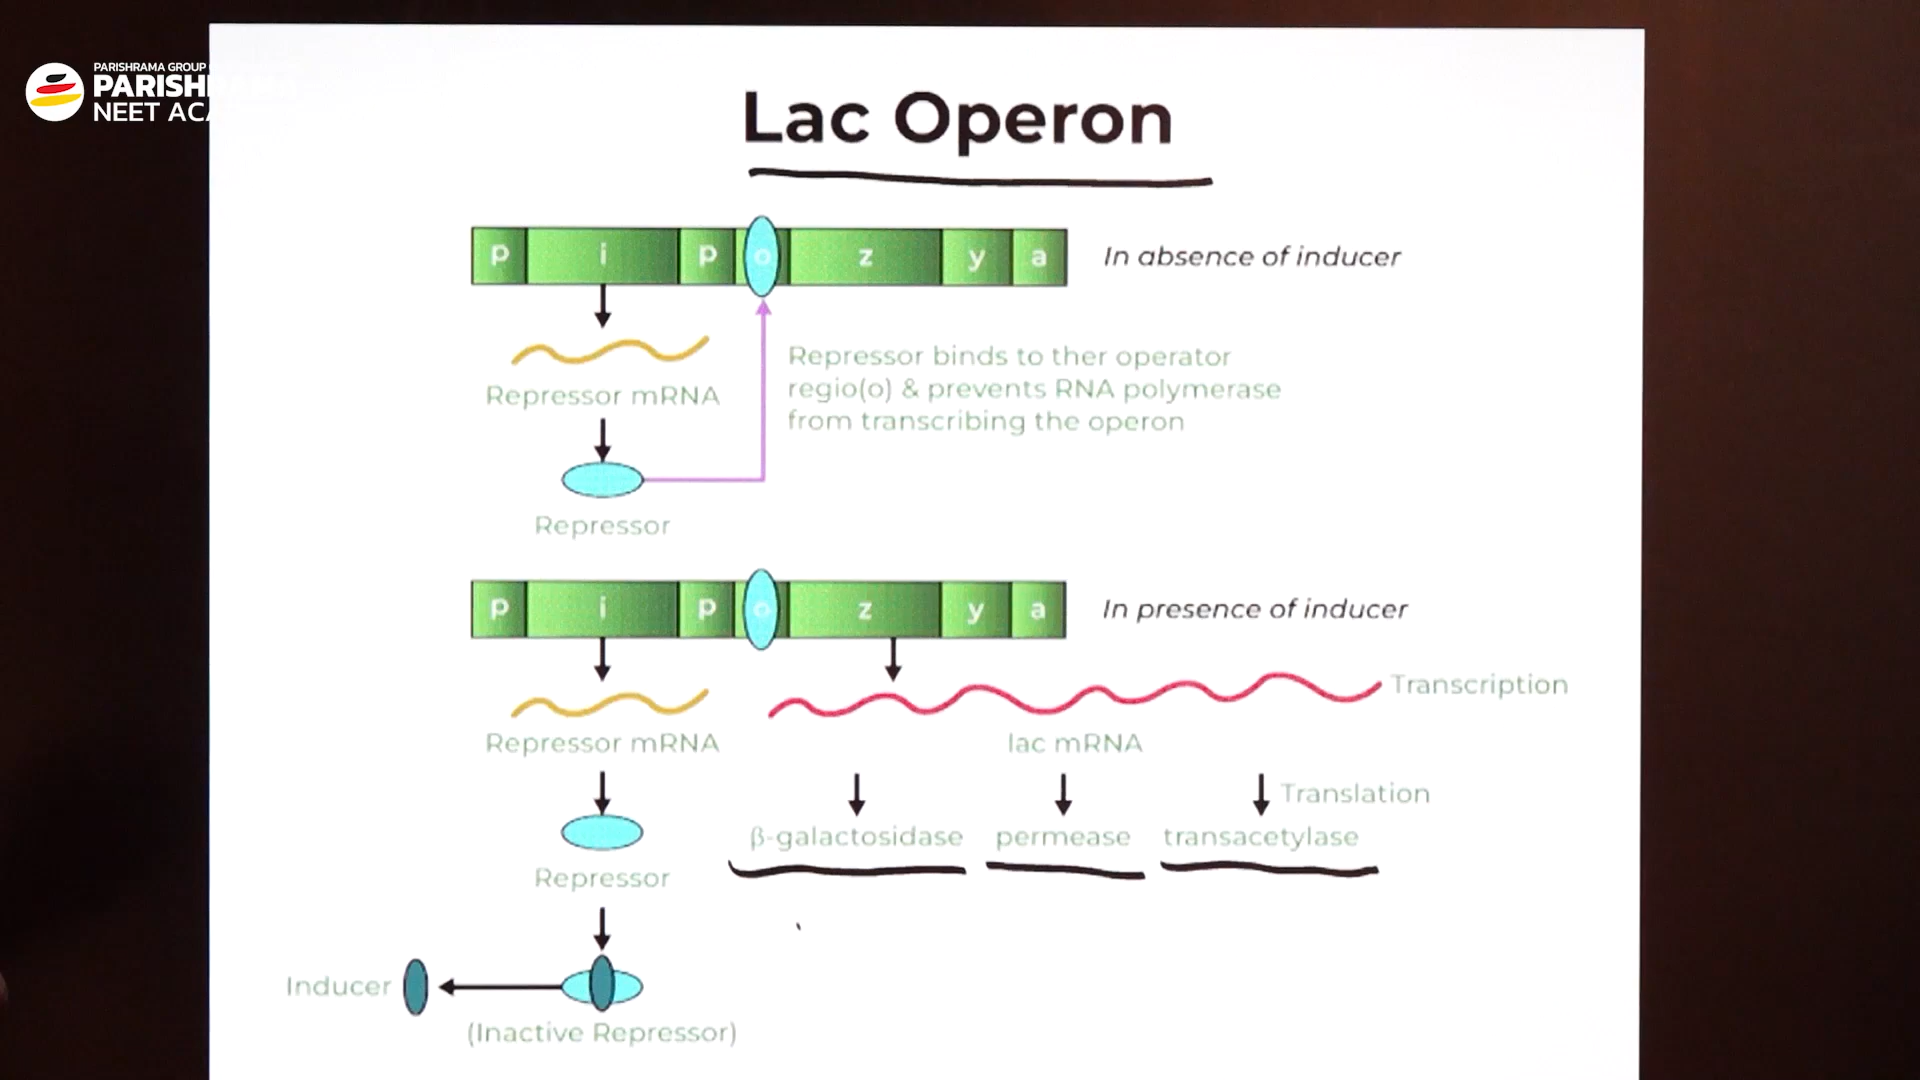 PARISHRAMA GROUP
PARISH
NEET ACA
Lac Operon
p i p o z y a
In absence of inducer
Repressor mRNA
Repressor binds to ther operator
regio(o) & prevents RNA polymerase
from transcribing the operon
Repressor
p i p o z y a
In presence of inducer
Transcription
Repressor mRNA
lac mRNA
Translation
β-galactosidase permease transacetylase
Repressor
Inducer
(Inactive Repressor)